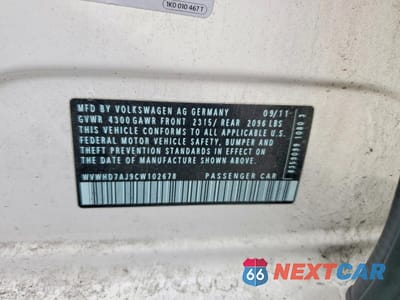 1K0 010 467 T
MFD. BY VOLKSWAGEN AG GERMANY 09/11
GVWR 4300 GAWR FRONT 2315/ REAR 2096 LBS
THIS VEHICLE CONFORMS TO ALL APPLICABLE U.S.
FEDERAL MOTOR VEHICLE SAFETY, BUMPER AND
THEFT PREVENTION STANDARDS IN EFFECT ON THE
DATE OF MANUFACTURE SHOWN ABOVE.
WVWHD7AJ9CW102678 PASSENGER CAR
1080 3
66
NEXTCAR